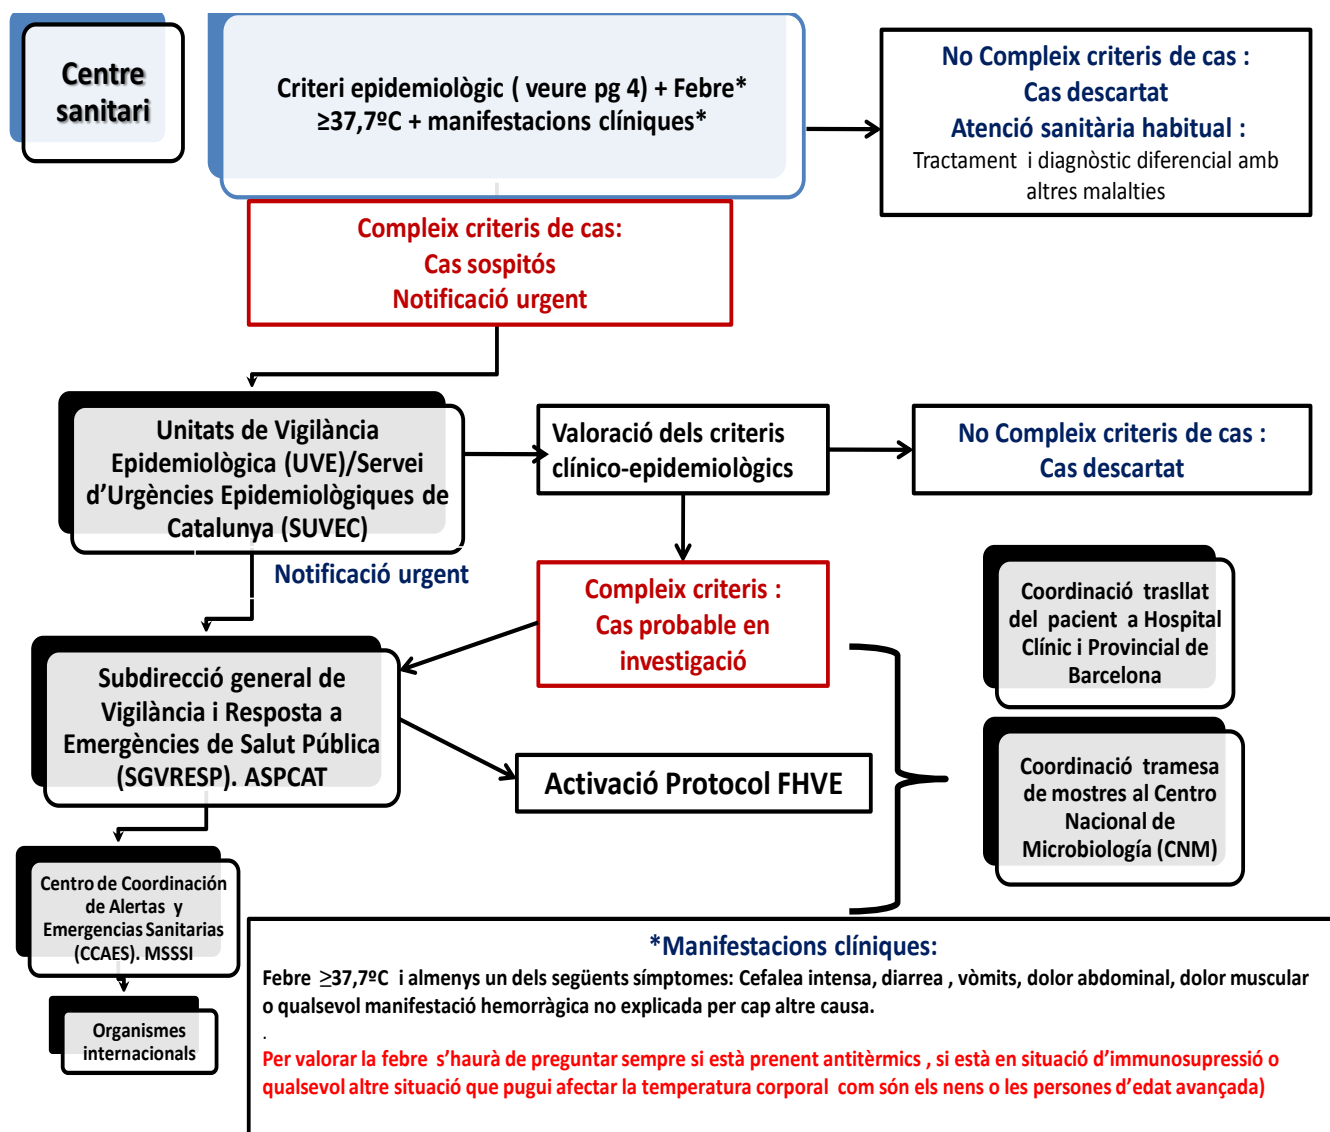 Centre
sanitari
Criteri epidemiològic ( veure pg 4) + Febre*
≥37,7ºC + manifestacions clíniques*
No Compleix criteris de cas :
Cas descartat
Atenció sanitària habitual :
Tractament i diagnòstic diferencial amb
altres malalties
Compleix criteris de cas:
Cas sospitós
Notificació urgent
Unitats de Vigilància
Epidemiològica (UVE)/Servei
d’Urgències Epidemiològiques de
Catalunya (SUVEC)
Valoració dels criteris
clínico-epidemiològics
No Compleix criteris de cas :
Cas descartat
Notificació urgent
Compleix criteris :
Cas probable en
investigació
Coordinació trasllat
del pacient a Hospital
Clínic i Provincial de
Barcelona
Subdirecció general de
Vigilància i Resposta a
Emergències de Salut Pública
(SGVRESP). ASPCAT
Activació Protocol FHVE
Coordinació tramesa
de mostres al Centro
Nacional de
Microbiología (CNM)
Centro de Coordinación
de Alertas y
Emergencias Sanitarias
(CCAES). MSSSI
Organismes
internacionals
*Manifestacions clíniques:
Febre ≥37,7ºC i almenys un dels següents símptomes: Cefalea intensa, diarrea , vòmits, dolor abdominal, dolor muscular
o qualsevol manifestació hemorràgica no explicada per cap altre causa.
.
Per valorar la febre s’haurà de preguntar sempre si està prenent antitèrmics , si està en situació d’immunosupressió o
qualsevol altre situació que pugui afectar la temperatura corporal com són els nens o les persones d’edat avançada)